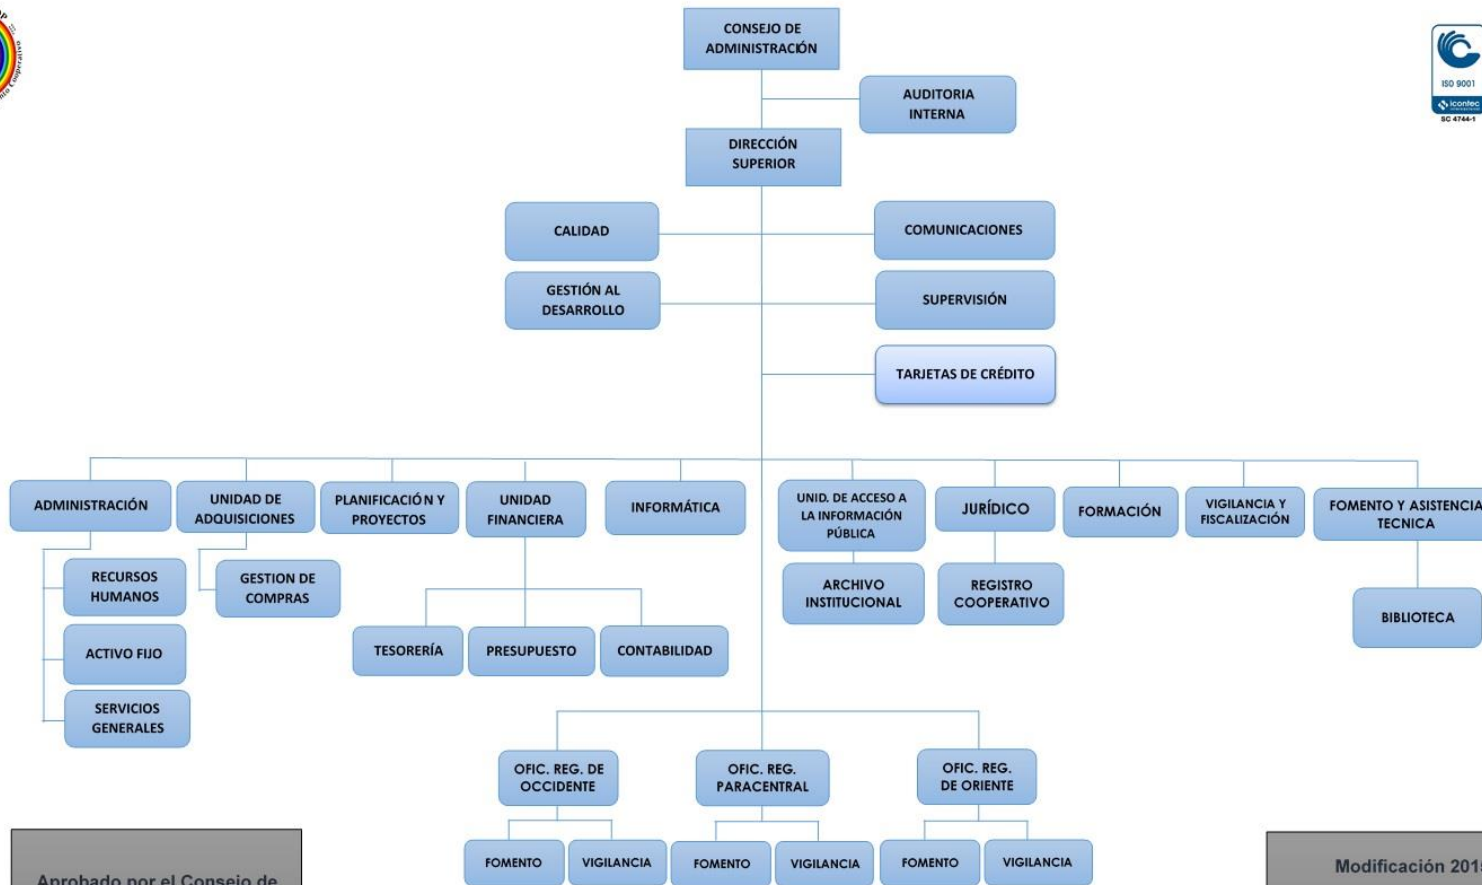 CONSEJO DE
ADMINISTRACIÓN
AUDITORIA
INTERNA
ISO 9001
icontec
SC 4744-1
DIRECCIÓN
SUPERIOR
CALIDAD
COMUNICACIONES
GESTIÓN AL
DESARROLLO
SUPERVISIÓN
TARJETAS DE CRÉDITO
ADMINISTRACIÓN
UNIDAD DE
ADQUISICIONES
PLANIFICACIÓN Y
PROYECTOS
UNIDAD
FINANCIERA
INFORMÁTICA
UNID. DE ACCESO A
LA INFORMACIÓN
PÚBLICA
JURÍDICO
FORMACIÓN
VIGILANCIA Y
FISCALIZACIÓN
FOMENTO Y ASISTENCIA
TECNICA
RECURSOS
HUMANOS
GESTION DE
COMPRAS
ARCHIVO
INSTITUCIONAL
REGISTRO
COOPERATIVO
BIBLIOTECA
ACTIVO FIJO
TESORERÍA
PRESUPUESTO
CONTABILIDAD
SERVICIOS
GENERALES
OFIC. REG. DE
OCCIDENTE
OFIC. REG.
PARACENTRAL
OFIC. REG.
DE ORIENTE
FOMENTO
VIGILANCIA
FOMENTO
VIGILANCIA
FOMENTO
VIGILANCIA
Aprobado por el Consejo de
Modificación